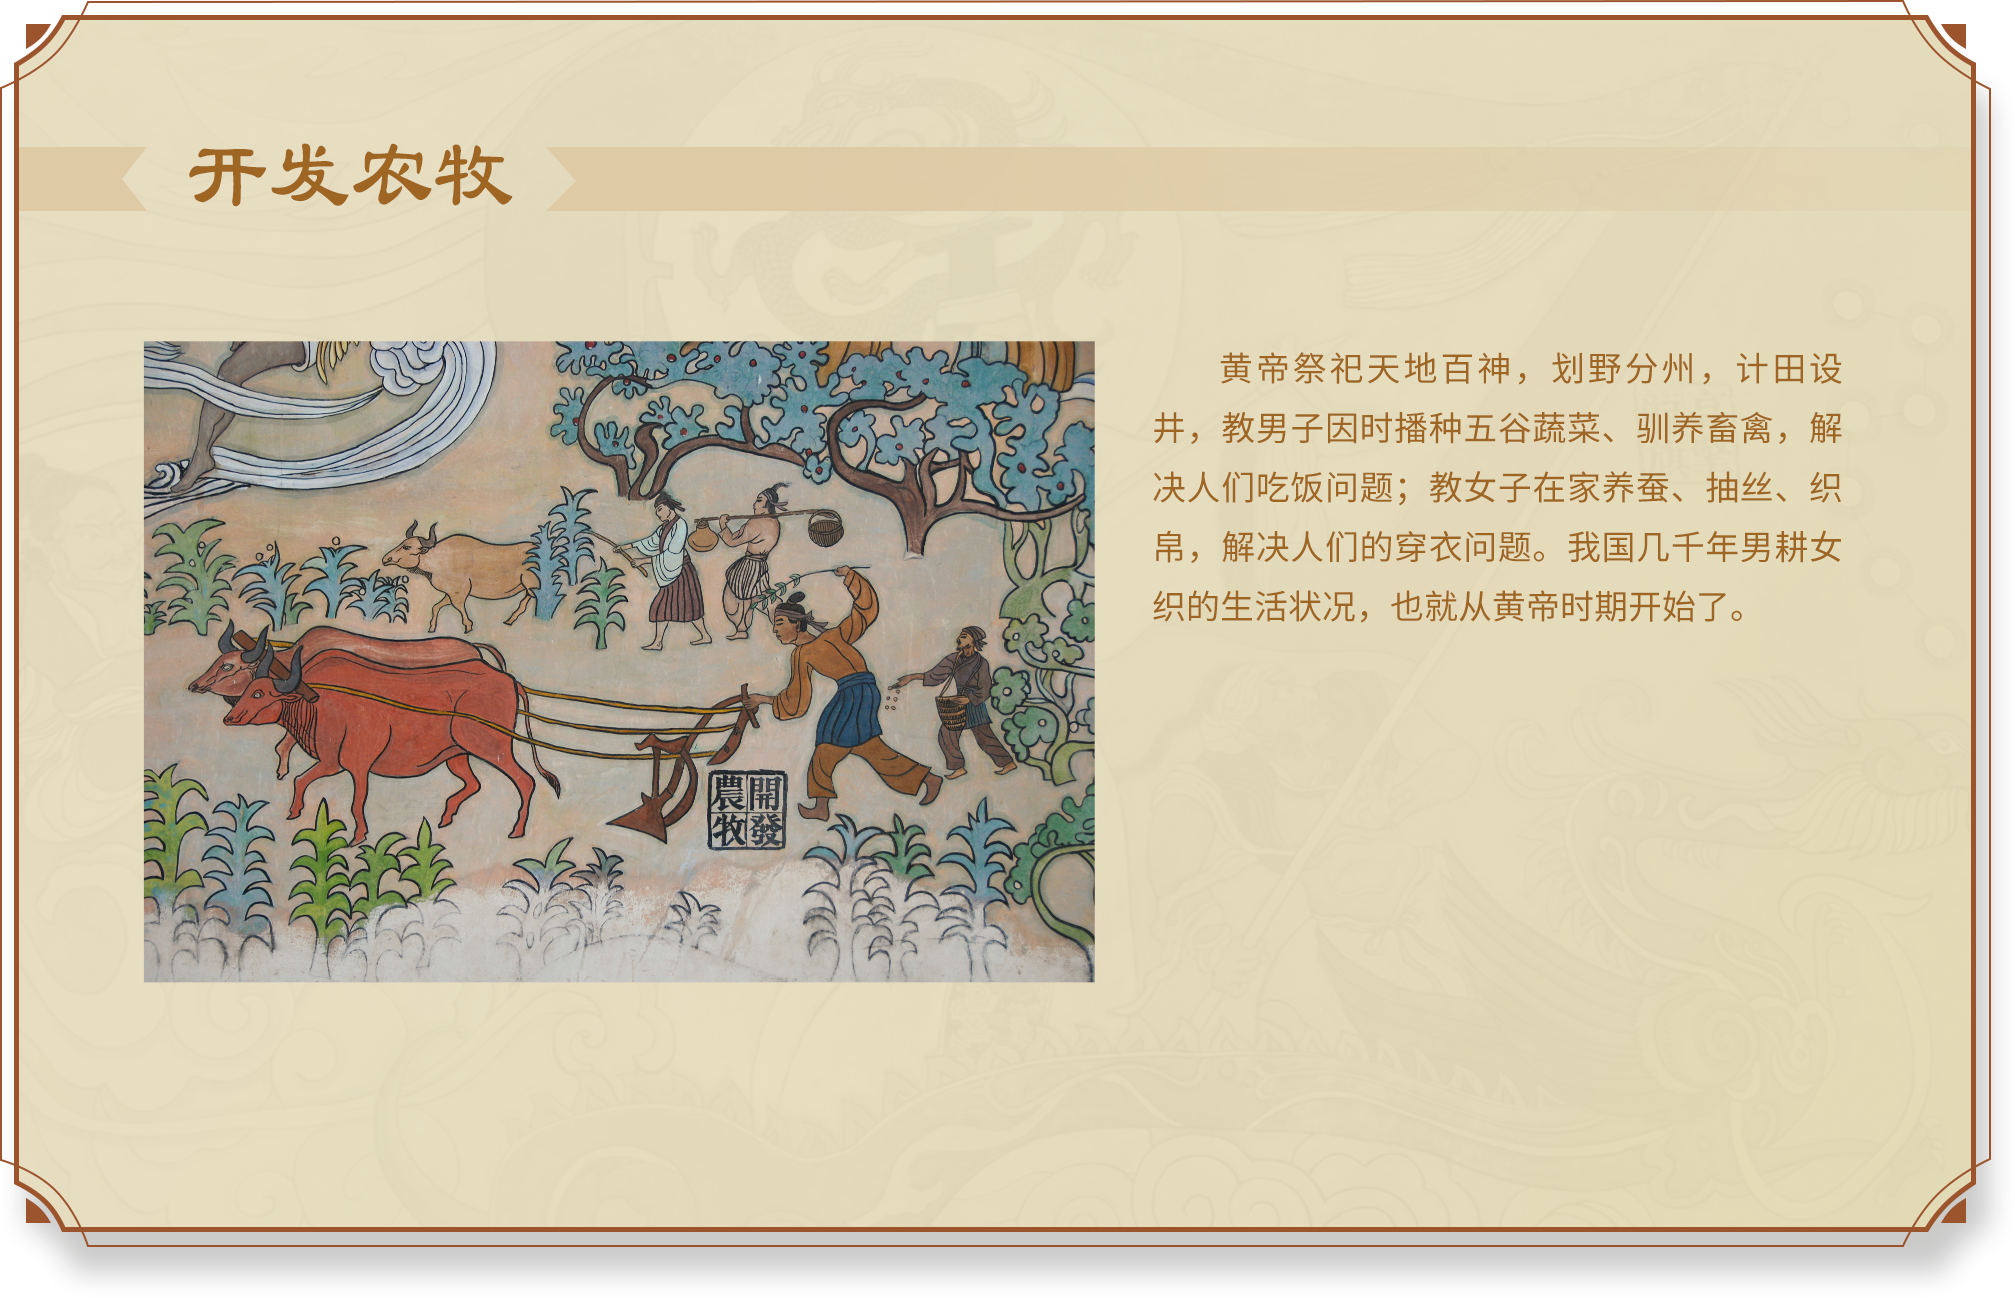 开发农牧
黄帝祭祀天地百神，划野分州，计田设
井，教男子因时播种五谷蔬菜、驯养畜禽，解
决人们吃饭问题；教女子在家养蚕、抽丝、织
帛，解决人们的穿衣问题。我国几千年男耕女
织的生活状况，也就从黄帝时期开始了。
開發
農牧